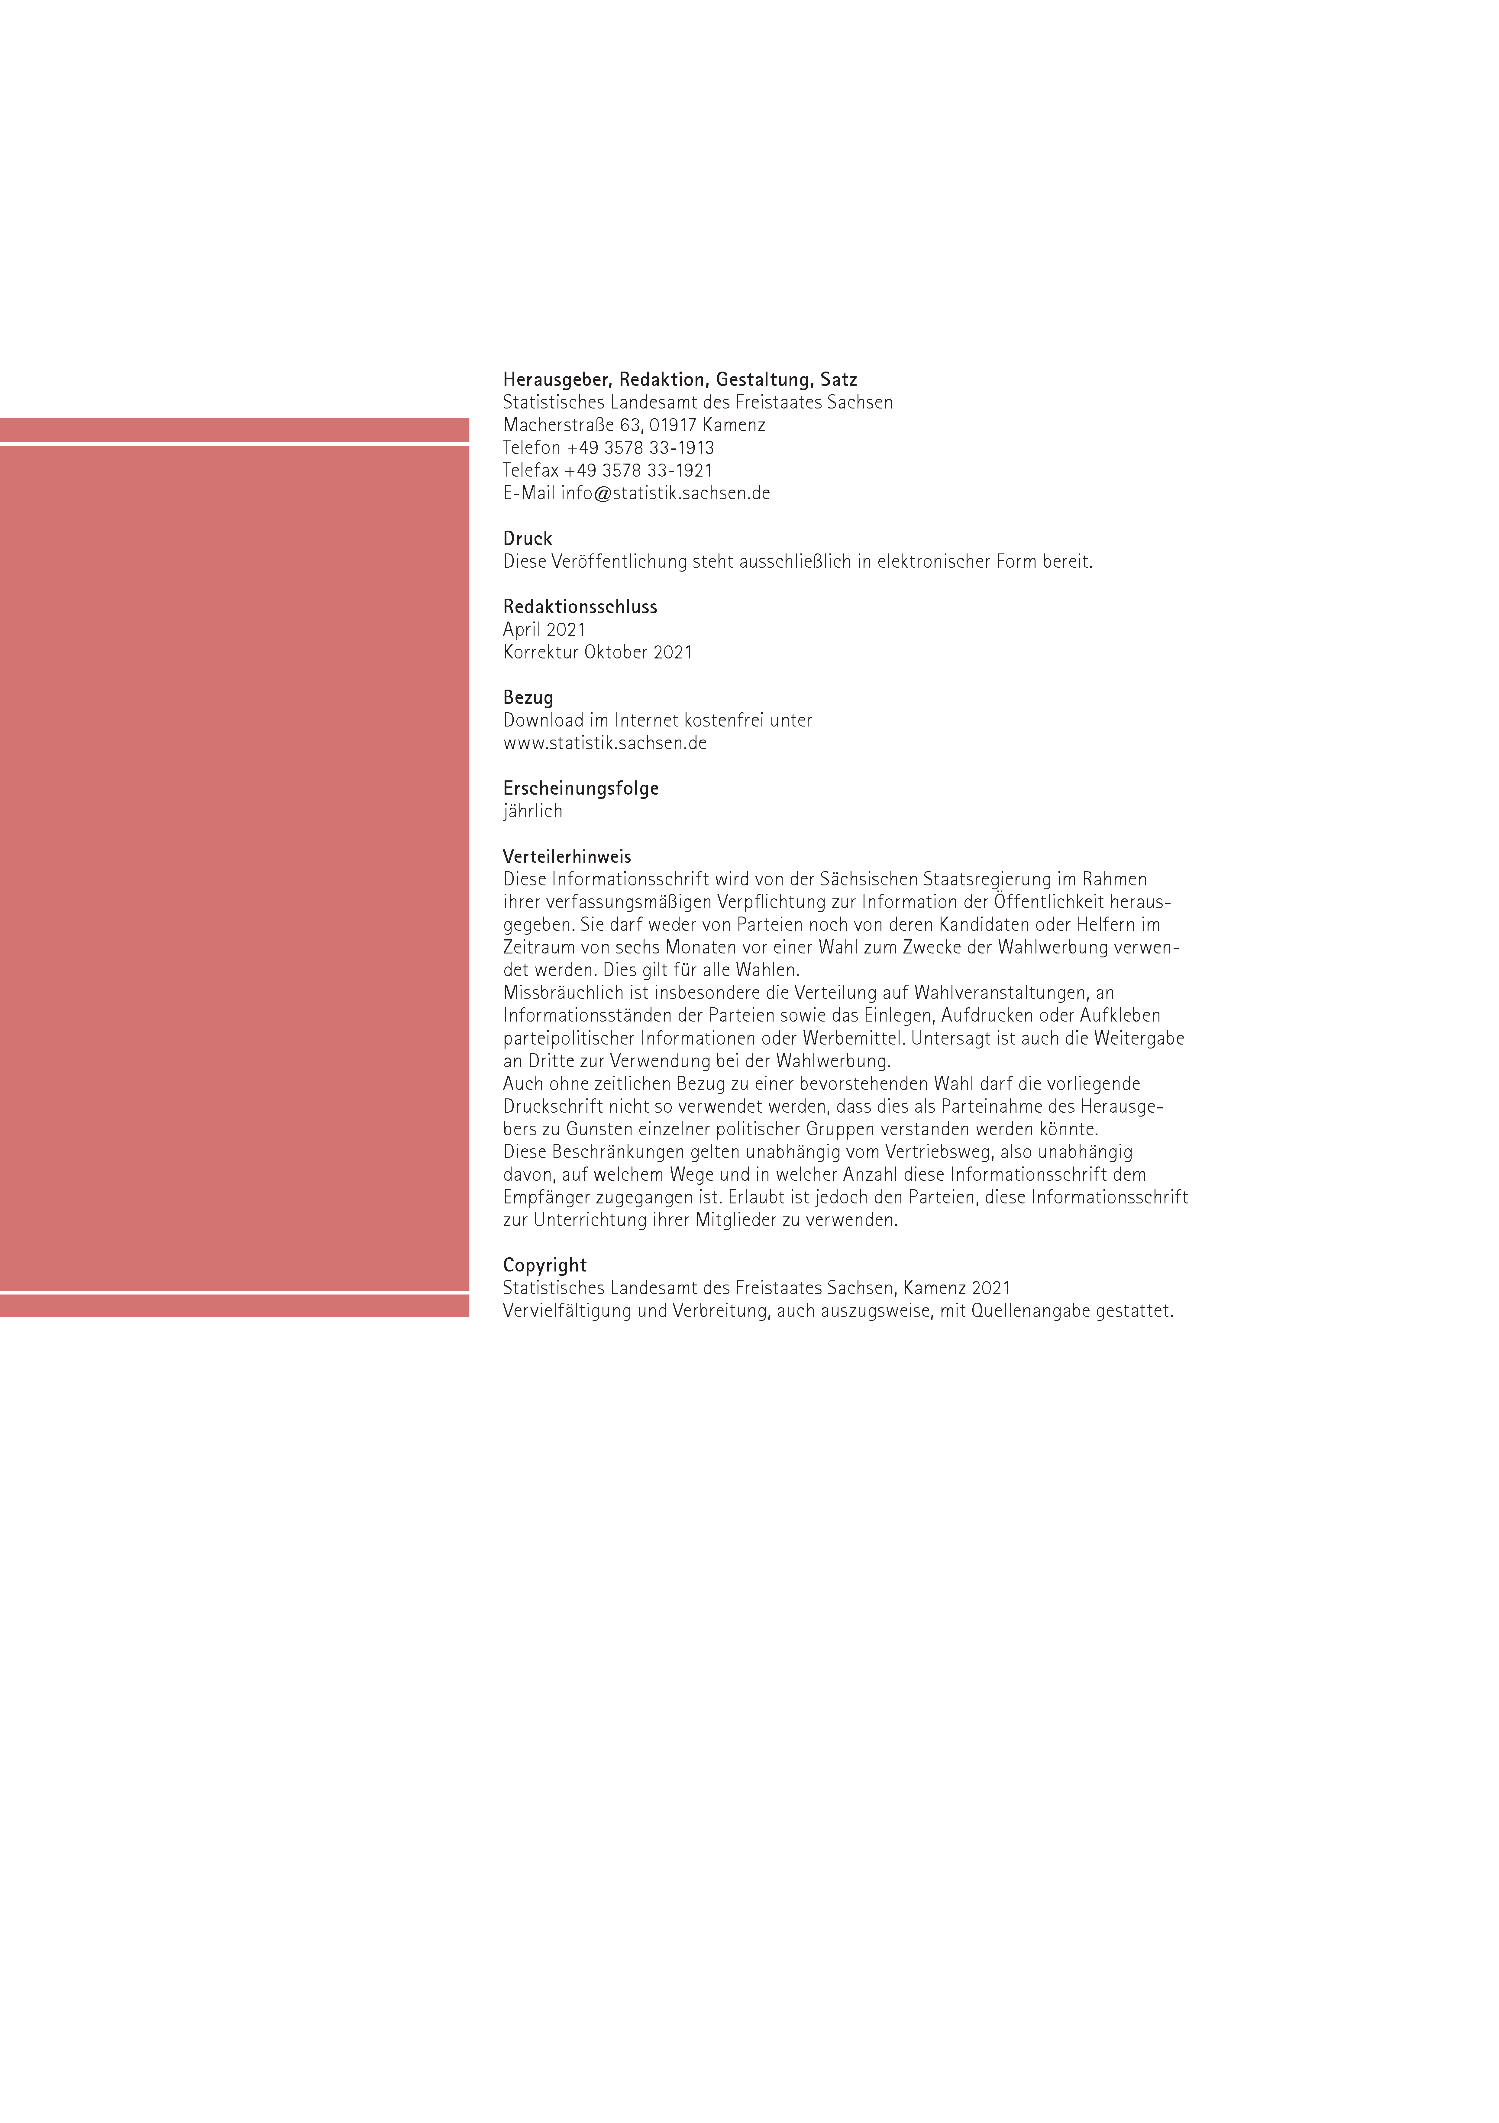 Herausgeber, Redaktion, Gestaltung, Satz
Statistisches Landesamt des Freistaates Sachsen
Macherstraße 63, 01917 Kamenz
Telefon +49 3578 33-1913
Telefax +49 3578 33-1921
E-Mail info@statistik.sachsen.de
Druck
Diese Veröffentlichung steht ausschließlich in elektronischer Form bereit.
Redaktionsschluss
April 2021
Korrektur Oktober 2021
Bezug
Download im Internet kostenfrei unter
www.statistik.sachsen.de
Erscheinungsfolge
jährlich
Verteilerhinweis
Diese Informationsschrift wird von der Sächsischen Staatsregierung im Rahmen
ihrer verfassungsmäßigen Verpflichtung zur Information der Öffentlichkeit heraus-
gegeben. Sie darf weder von Parteien noch von deren Kandidaten oder Helfern im
Zeitraum von sechs Monaten vor einer Wahl zum Zwecke der Wahlwerbung verwen-
det werden. Dies gilt für alle Wahlen.
Missbräuchlich ist insbesondere die Verteilung auf Wahlveranstaltungen, an
Informationsständen der Parteien sowie das Einlegen, Aufdrucken oder Aufkleben
parteipolitischer Informationen oder Werbemittel. Untersagt ist auch die Weitergabe
an Dritte zur Verwendung bei der Wahlwerbung.
Auch ohne zeitlichen Bezug zu einer bevorstehenden Wahl darf die vorliegende
Druckschrift nicht so verwendet werden, dass dies als Parteinahme des Herausge-
bers zu Gunsten einzelner politischer Gruppen verstanden werden könnte.
Diese Beschränkungen gelten unabhängig vom Vertriebsweg, also unabhängig
davon, auf welchem Wege und in welcher Anzahl diese Informationsschrift dem
Empfänger zugegangen ist. Erlaubt ist jedoch den Parteien, diese Informationsschrift
zur Unterrichtung ihrer Mitglieder zu verwenden.
Copyright
Statistisches Landesamt des Freistaates Sachsen, Kamenz 2021
Vervielfältigung und Verbreitung, auch auszugsweise, mit Quellenangabe gestattet.